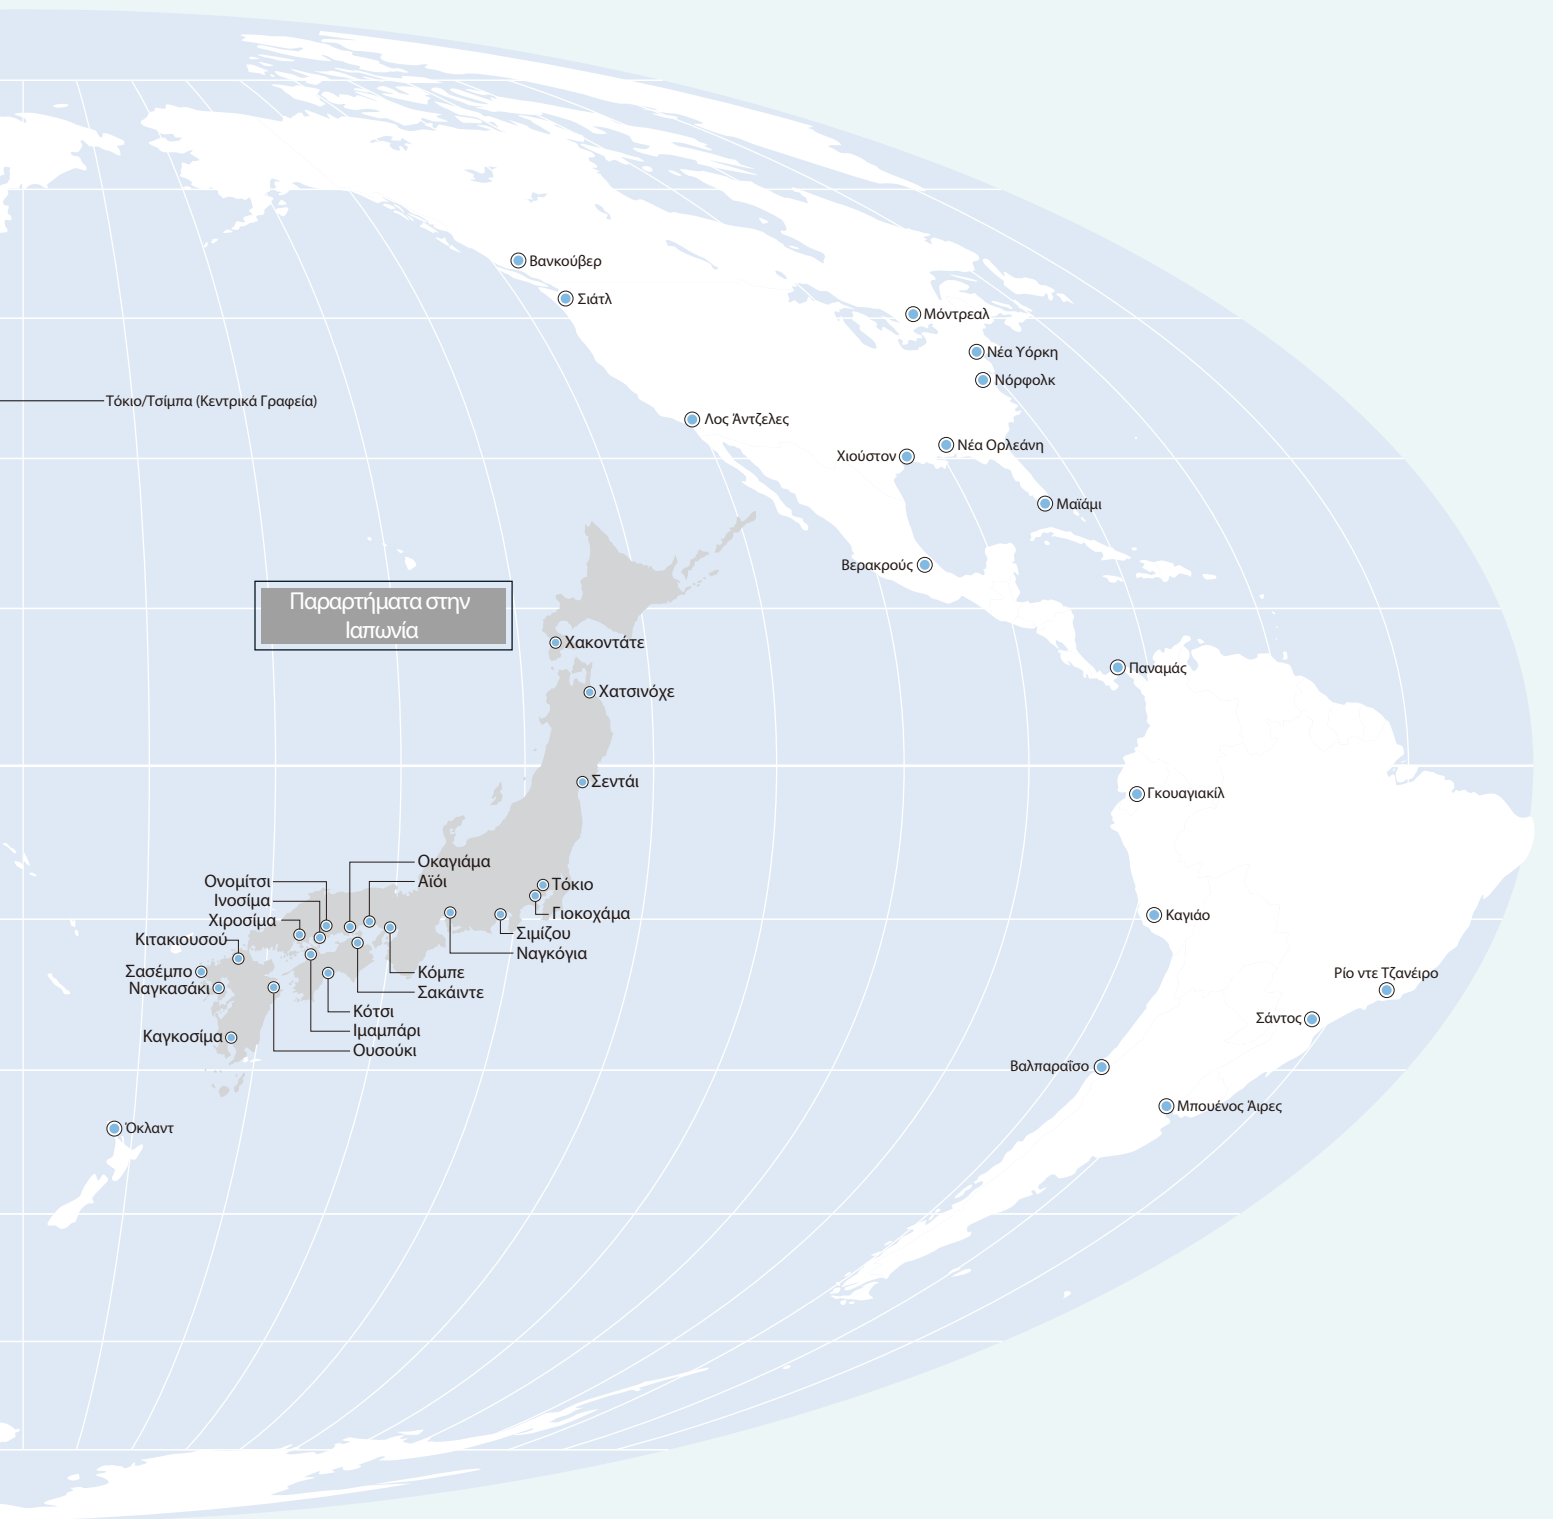 Βανκούβερ
Σιάτλ
Μόντρεαλ
Νέα Υόρκη
Νόρφολκ
Τόκιο/Τσίμπα (Κεντρικά Γραφεία)
Λος Άντζελες
Νέα Ορλεάνη
Χιούστον
Μαϊάμι
Βερακρούς
Παραρτήματα στην
Ιαπωνία
Χακοντάτε
Παναμάς
Χατσινόχε
Σεντάι
Γκουαγιακίλ
Οκαγιάμα
Ονομίτσι
Αϊόι
Τόκιο
Ινοσίμα
Γιοκοχάμα
Καγιάο
Χιροσίμα
Σιμίζου
Κιτακιουσού
Ναγκόγια
Σασέμπο
Κόμπε
Ρίο ντε Τζανέιρο
Ναγκασάκι
Σακάιντε
Κότσι
Σάντος
Ιμαμπάρι
Καγκοσίμα
Ουσούκι
Βαλπαραΐσο
Μπουένος Άιρες
Όκλαντ